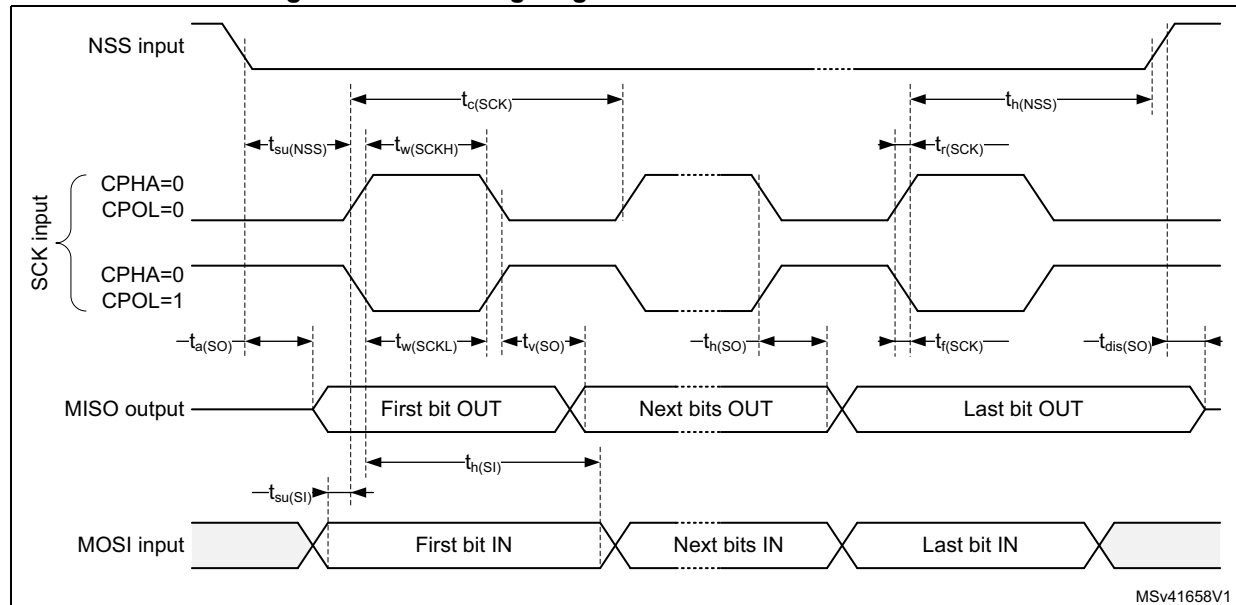 NSS input
tc(SCK)
th(NSS)
tsu(NSS)
tw(SCKH)
tr(SCK)
SCK input
CPHA=0
CPOL=0
CPHA=0
CPOL=1
ta(SO)
tw(SCKL)
tv(SO)
th(SO)
tf(SCK)
tdis(SO)
MISO output
First bit OUT
Next bits OUT
Last bit OUT
th(SI)
tsu(SI)
MOSI input
First bit IN
Next bits IN
Last bit IN
MSv41658V1